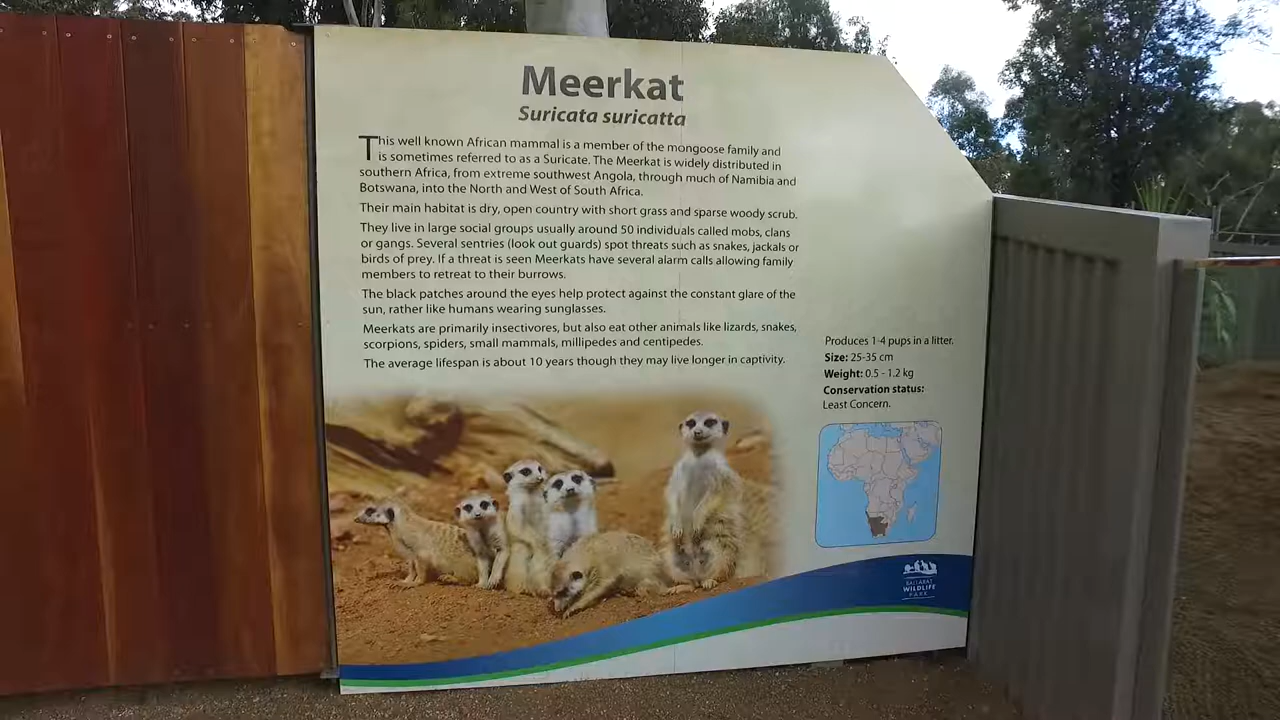 Meerkat
Suricata suricatta
This well known African mammal is a member of the mongoose family and
is sometimes referred to as a Suricate. The Meerkat is widely distributed in
southern Africa, from extreme southwest Angola, through much of Namibia and
Botswana, into the North and West of South Africa.
Their main habitat is dry, open country with short grass and sparse woody scrub.
They live in large social groups usually around 50 individuals called mobs, clans
or gangs. Several sentries (look out guards) spot threats such as snakes, jackals or
birds of prey. If a threat is seen Meerkats have several alarm calls allowing family
members to retreat to their burrows.
The black patches around the eyes help protect against the constant glare of the
sun, rather like humans wearing sunglasses.
Meerkats are primarily insectivores, but also eat other animals like lizards, snakes,
scorpions, spiders, small mammals, millipedes and centipedes.
The average lifespan is about 10 years though they may live longer in captivity.
Produces 1-4 pups in a litter.
Size: 25-35 cm
Weight: 0.5 - 1.2 kg
Conservation status:
Least Concern.
BALLARAT
WILDLIFE
PARK